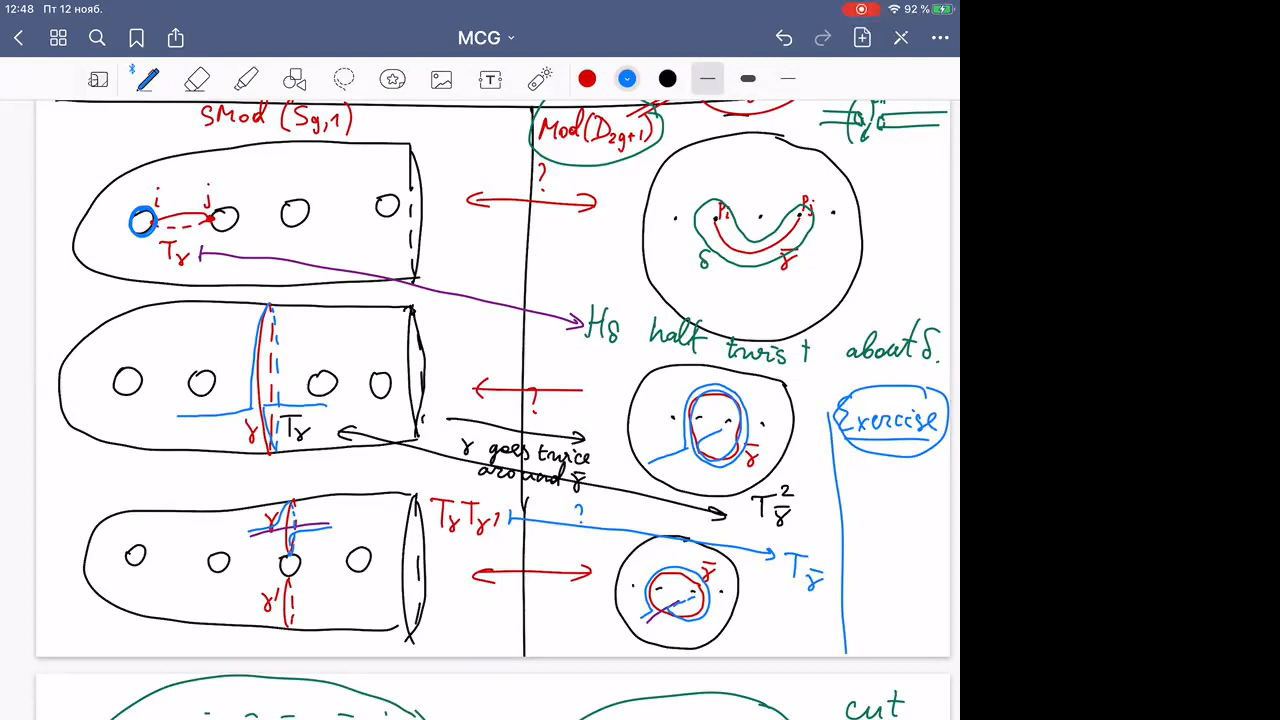 12:48 Пт 12 нояб.
92 %
MCG
SMod (Sg,1)
Mod(D2g+1)
i j
Tγ
?
Pi Pj
δ γ̄
Hδ half twist about δ.
γ Tγ
?
γ goes twice
around γ̄
γ̄
Exercise
T²γ̄
γ
TγTγ'
?
Tγ̄
γ'
γ̄
cut